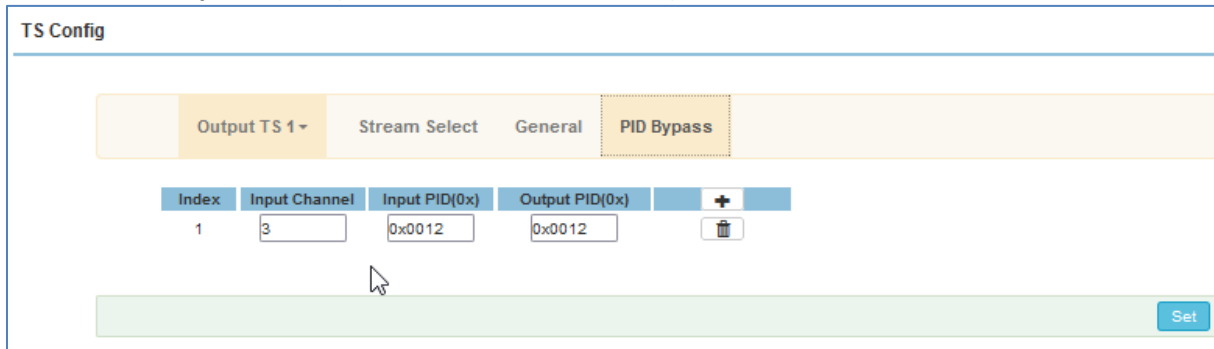 TS Config
Output TS 1 Stream Select General PID Bypass
Index Input Channel Input PID(0x) Output PID(0x) +
1 3 0x0012 0x0012
Set